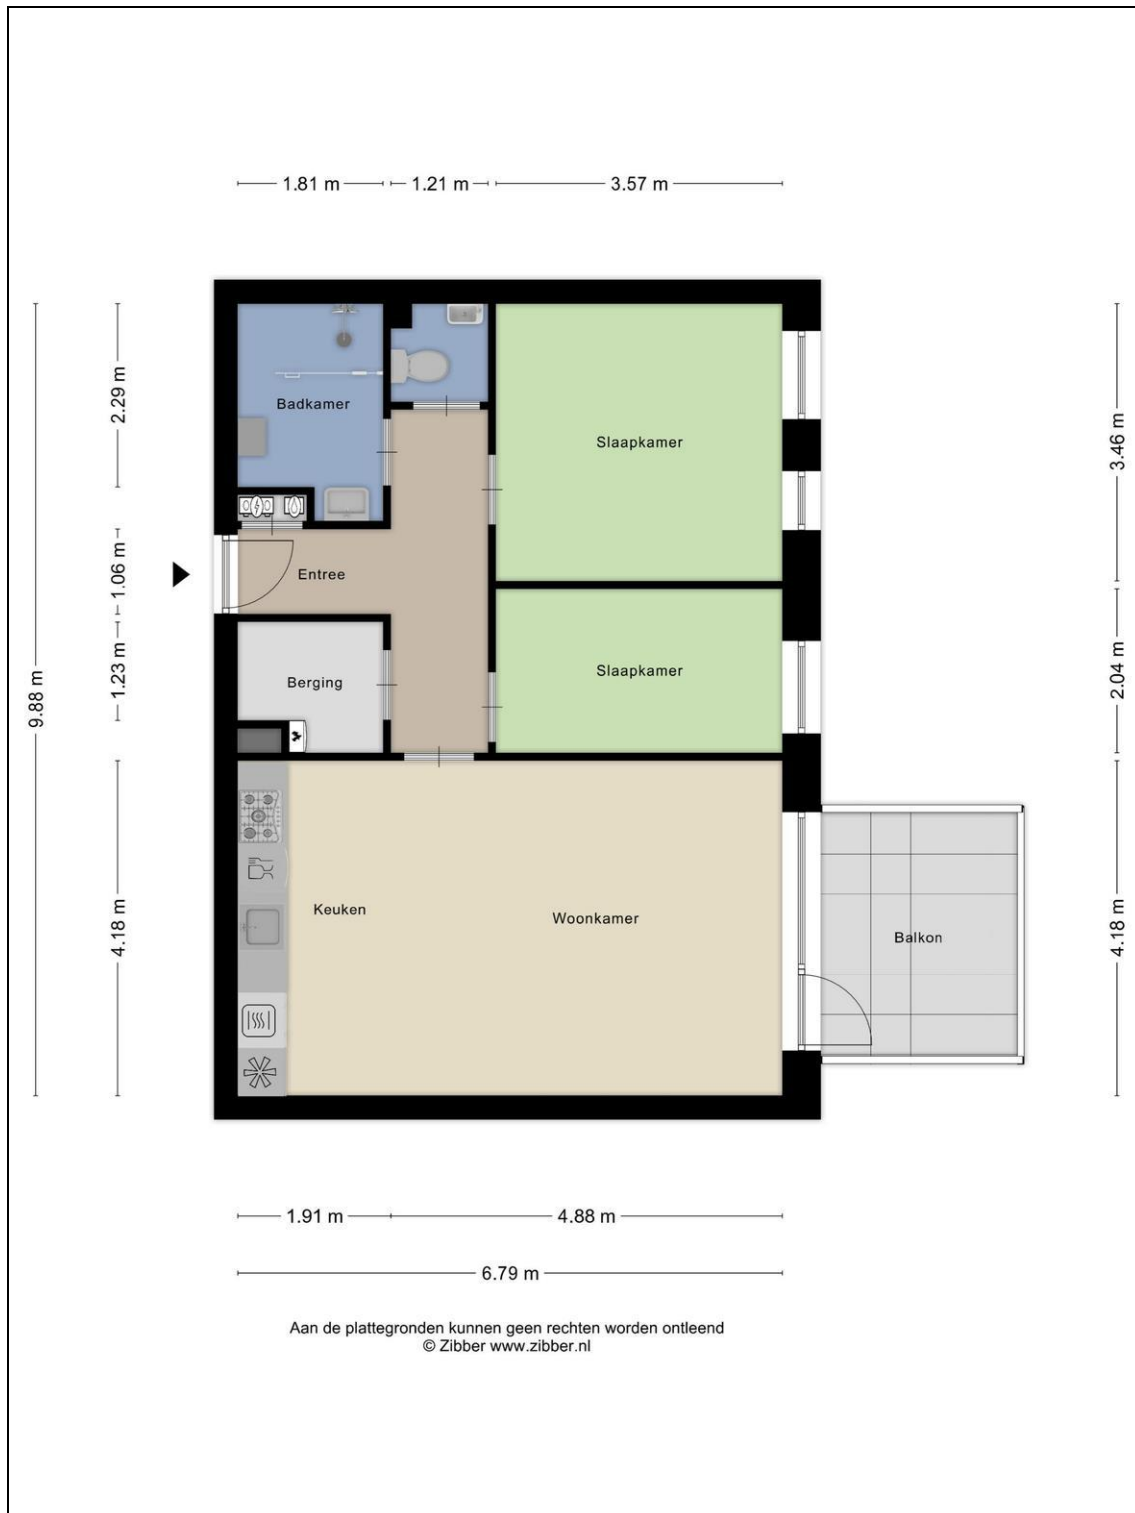 1.81 m
1.21 m
3.57 m
2.29 m
3.46 m
Badkamer
Slaapkamer
1.06 m
Entree
9.88 m
1.23 m
2.04 m
Berging
Slaapkamer
4.18 m
Keuken
Woonkamer
Balkon
4.18 m
1.91 m
4.88 m
6.79 m
Aan de plattegronden kunnen geen rechten worden ontleend
© Zibber www.zibber.nl